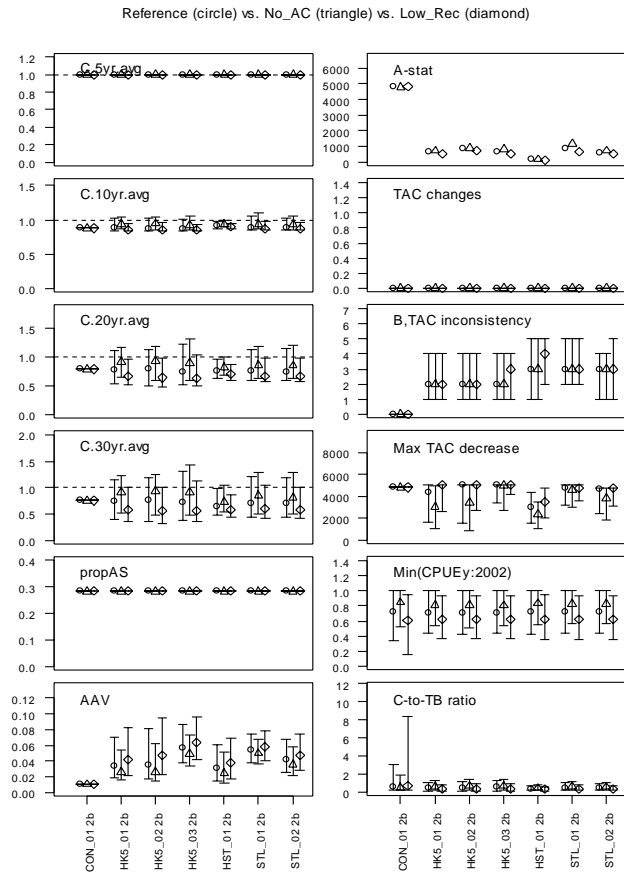 Reference (circle) vs. No_AC (triangle) vs. Low_Rec (diamond)
C.5yr.avg
1.2
1.0
0.8
0.6
0.4
0.2
0.0
A-stat
6000
5000
4000
3000
2000
1000
0
C.10yr.avg
1.5
1.0
0.5
0.0
TAC changes
1.4
1.2
1.0
0.8
0.6
0.4
0.2
0.0
C.20yr.avg
1.5
1.0
0.5
0.0
B,TAC inconsistency
7
6
5
4
3
2
1
0
C.30yr.avg
2.0
1.5
1.0
0.5
0.0
Max TAC decrease
8000
6000
4000
2000
0
propAS
0.4
0.3
0.2
0.1
0.0
Min(CPUEy:2002)
1.4
1.2
1.0
0.8
0.6
0.4
0.2
0.0
AAV
0.12
0.10
0.08
0.06
0.04
0.02
0.00
C-to-TB ratio
12
10
8
6
4
2
0
CON_01 2b
HK5_01 2b
HK5_02 2b
HK5_03 2b
HST_01 2b
STL_01 2b
STL_02 2b
CON_01 2b
HK5_01 2b
HK5_02 2b
HK5_03 2b
HST_01 2b
STL_01 2b
STL_02 2b